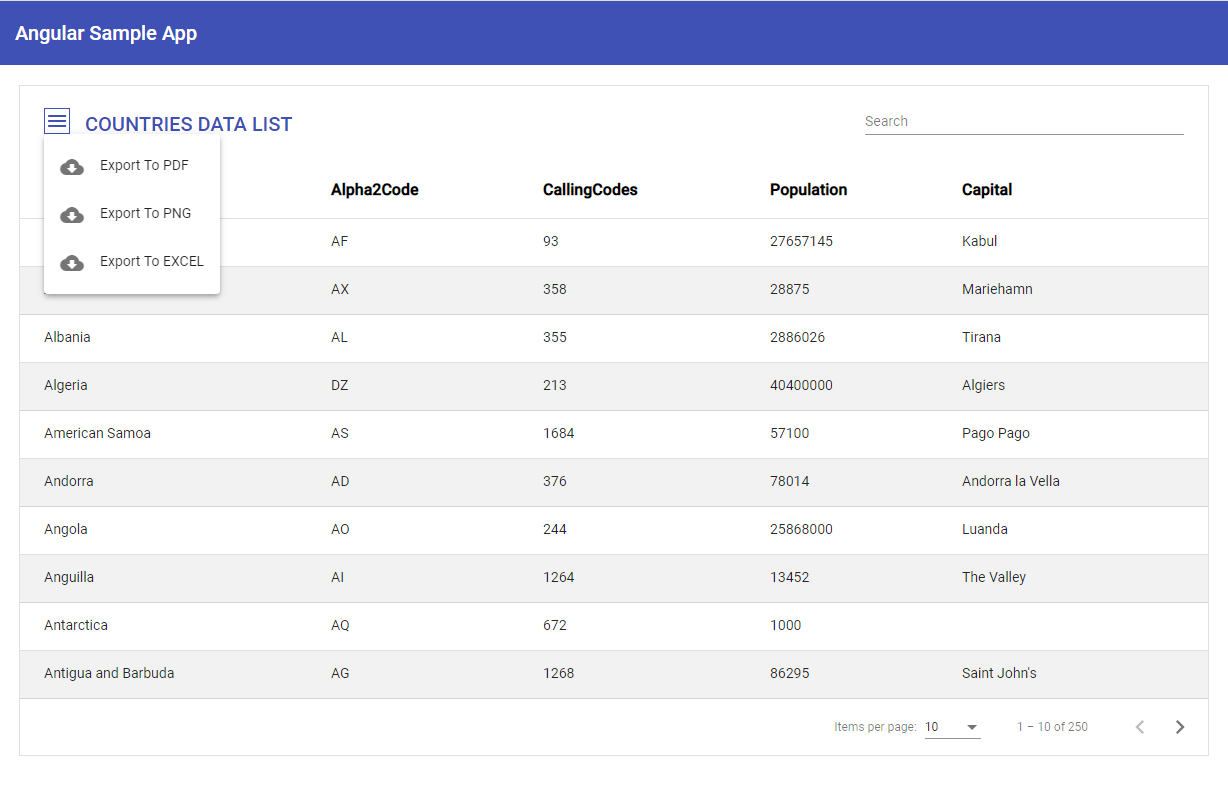 Angular Sample App
COUNTRIES DATA LIST
Search
Export To PDF
Export To PNG
Export To EXCEL
Alpha2Code CallingCodes Population Capital
AF 93 27657145 Kabul
AX 358 28875 Mariehamn
Albania AL 355 2886026 Tirana
Algeria DZ 213 40400000 Algiers
American Samoa AS 1684 57100 Pago Pago
Andorra AD 376 78014 Andorra la Vella
Angola AO 244 25868000 Luanda
Anguilla AI 1264 13452 The Valley
Antarctica AQ 672 1000
Antigua and Barbuda AG 1268 86295 Saint John's
Items per page: 10 1 – 10 of 250